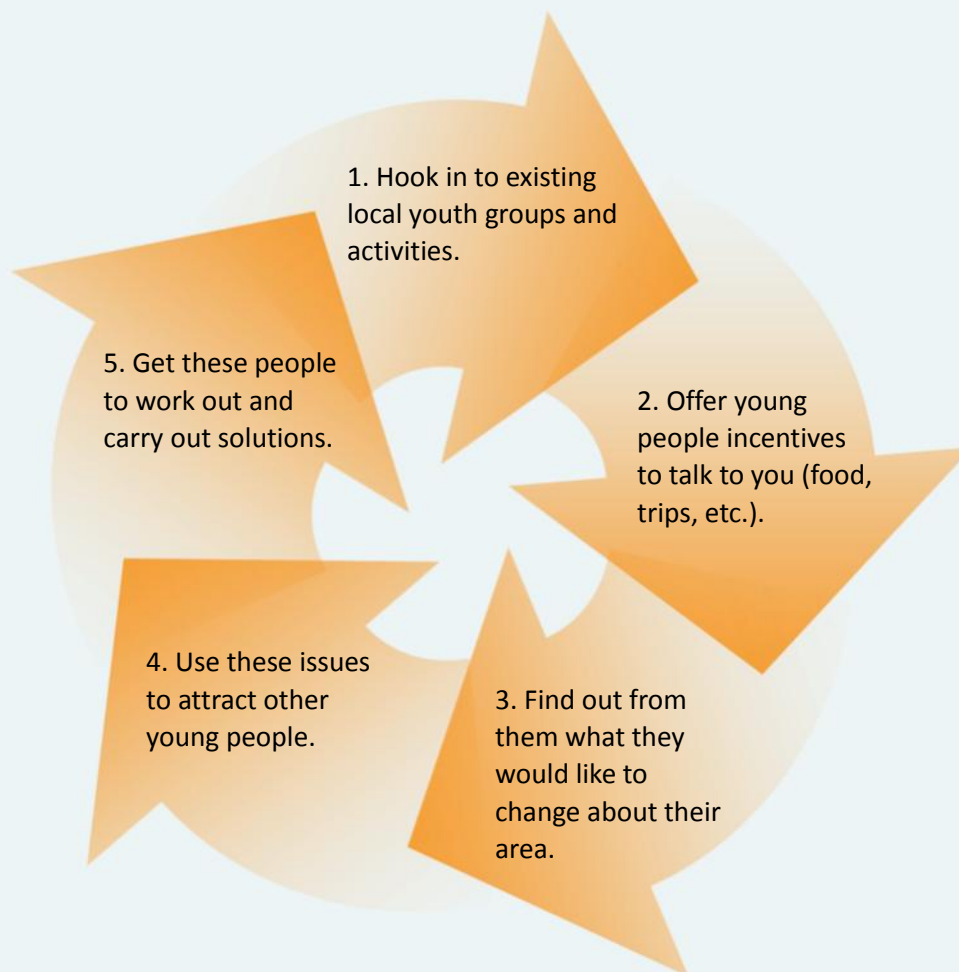 1. Hook in to existing
local youth groups and
activities.
2. Offer young
people incentives
to talk to you (food,
trips, etc.).
3. Find out from
them what they
would like to
change about their
area.
4. Use these issues
to attract other
young people.
5. Get these people
to work out and
carry out solutions.